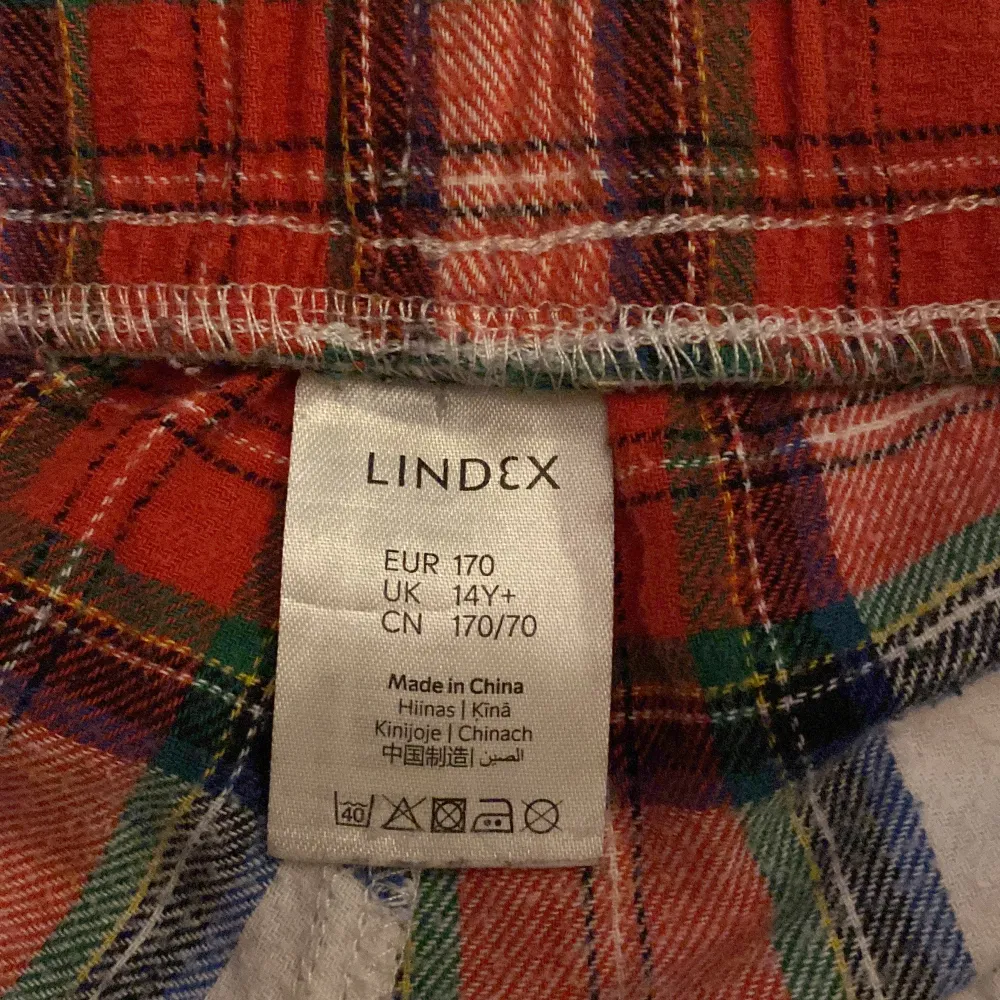 LINDEX
EUR 170
UK 14Y+
CN 170/70
Made in China
Hiinas | Ķīnā
Kinijoje | Chinach
中国制造| الصين
40